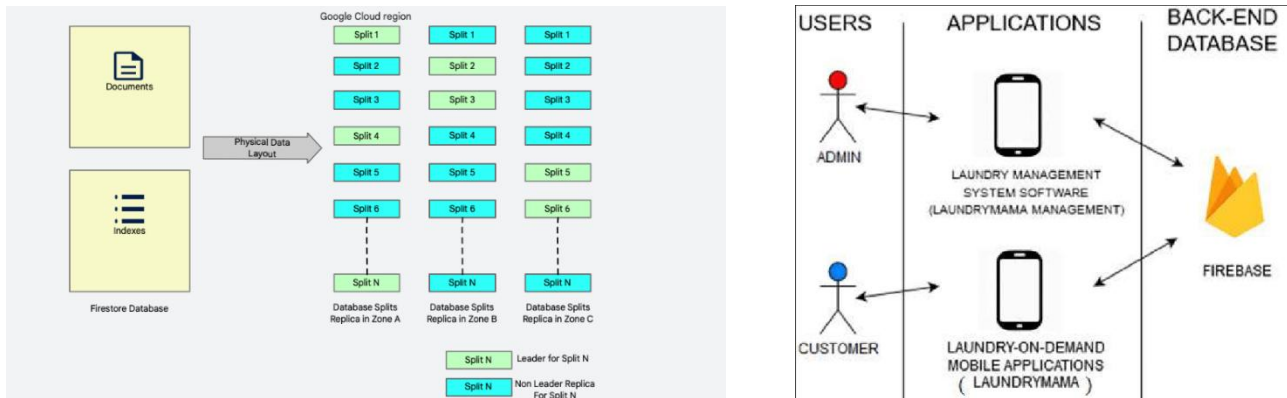 Google Cloud region
Documents
Indexes
Firestore Database
Physical Data
Layout
Split 1
Split 1
Split 1
Split 2
Split 2
Split 2
Split 3
Split 3
Split 3
Split 4
Split 4
Split 4
Split 5
Split 5
Split 5
Split 6
Split 6
Split 6
Split N
Split N
Split N
Database Splits
Replica in Zone A
Database Splits
Replica in Zone B
Database Splits
Replica in Zone C
Split N
Leader for Split N
Split N
Non Leader Replica
For Split N
USERS
APPLICATIONS
BACK-END
DATABASE
ADMIN
LAUNDRY MANAGEMENT
SYSTEM SOFTWARE
(LAUNDRYMAMA MANAGEMENT)
FIREBASE
CUSTOMER
LAUNDRY-ON-DEMAND
MOBILE APPLICATIONS
( LAUNDRYMAMA )